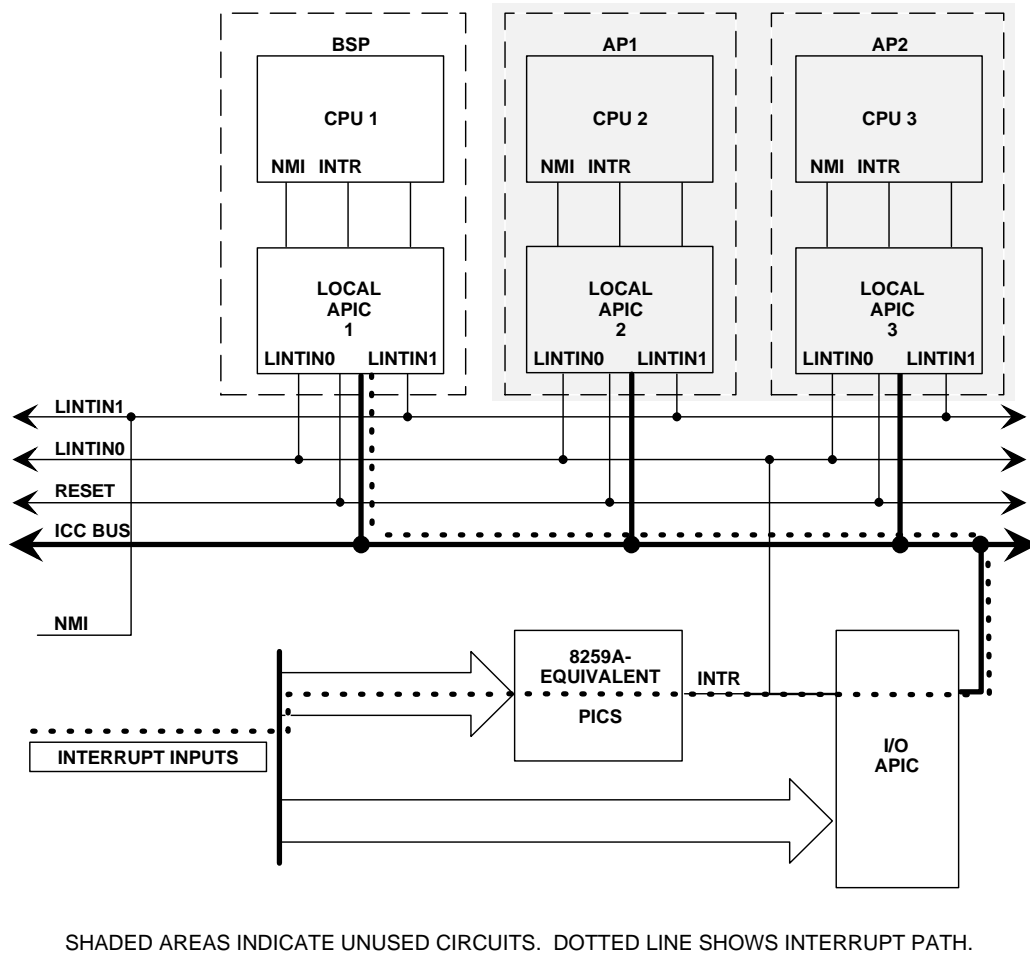 BSP
AP1
AP2
CPU 1
CPU 2
CPU 3
NMI INTR
NMI INTR
NMI INTR
LOCAL
APIC
1
LOCAL
APIC
2
LOCAL
APIC
3
LINTIN0 LINTIN1
LINTIN0 LINTIN1
LINTIN0 LINTIN1
LINTIN1
LINTIN0
RESET
ICC BUS
NMI
8259A-
EQUIVALENT
PICS
INTR
INTERRUPT INPUTS
I/O
APIC
SHADED AREAS INDICATE UNUSED CIRCUITS. DOTTED LINE SHOWS INTERRUPT PATH.